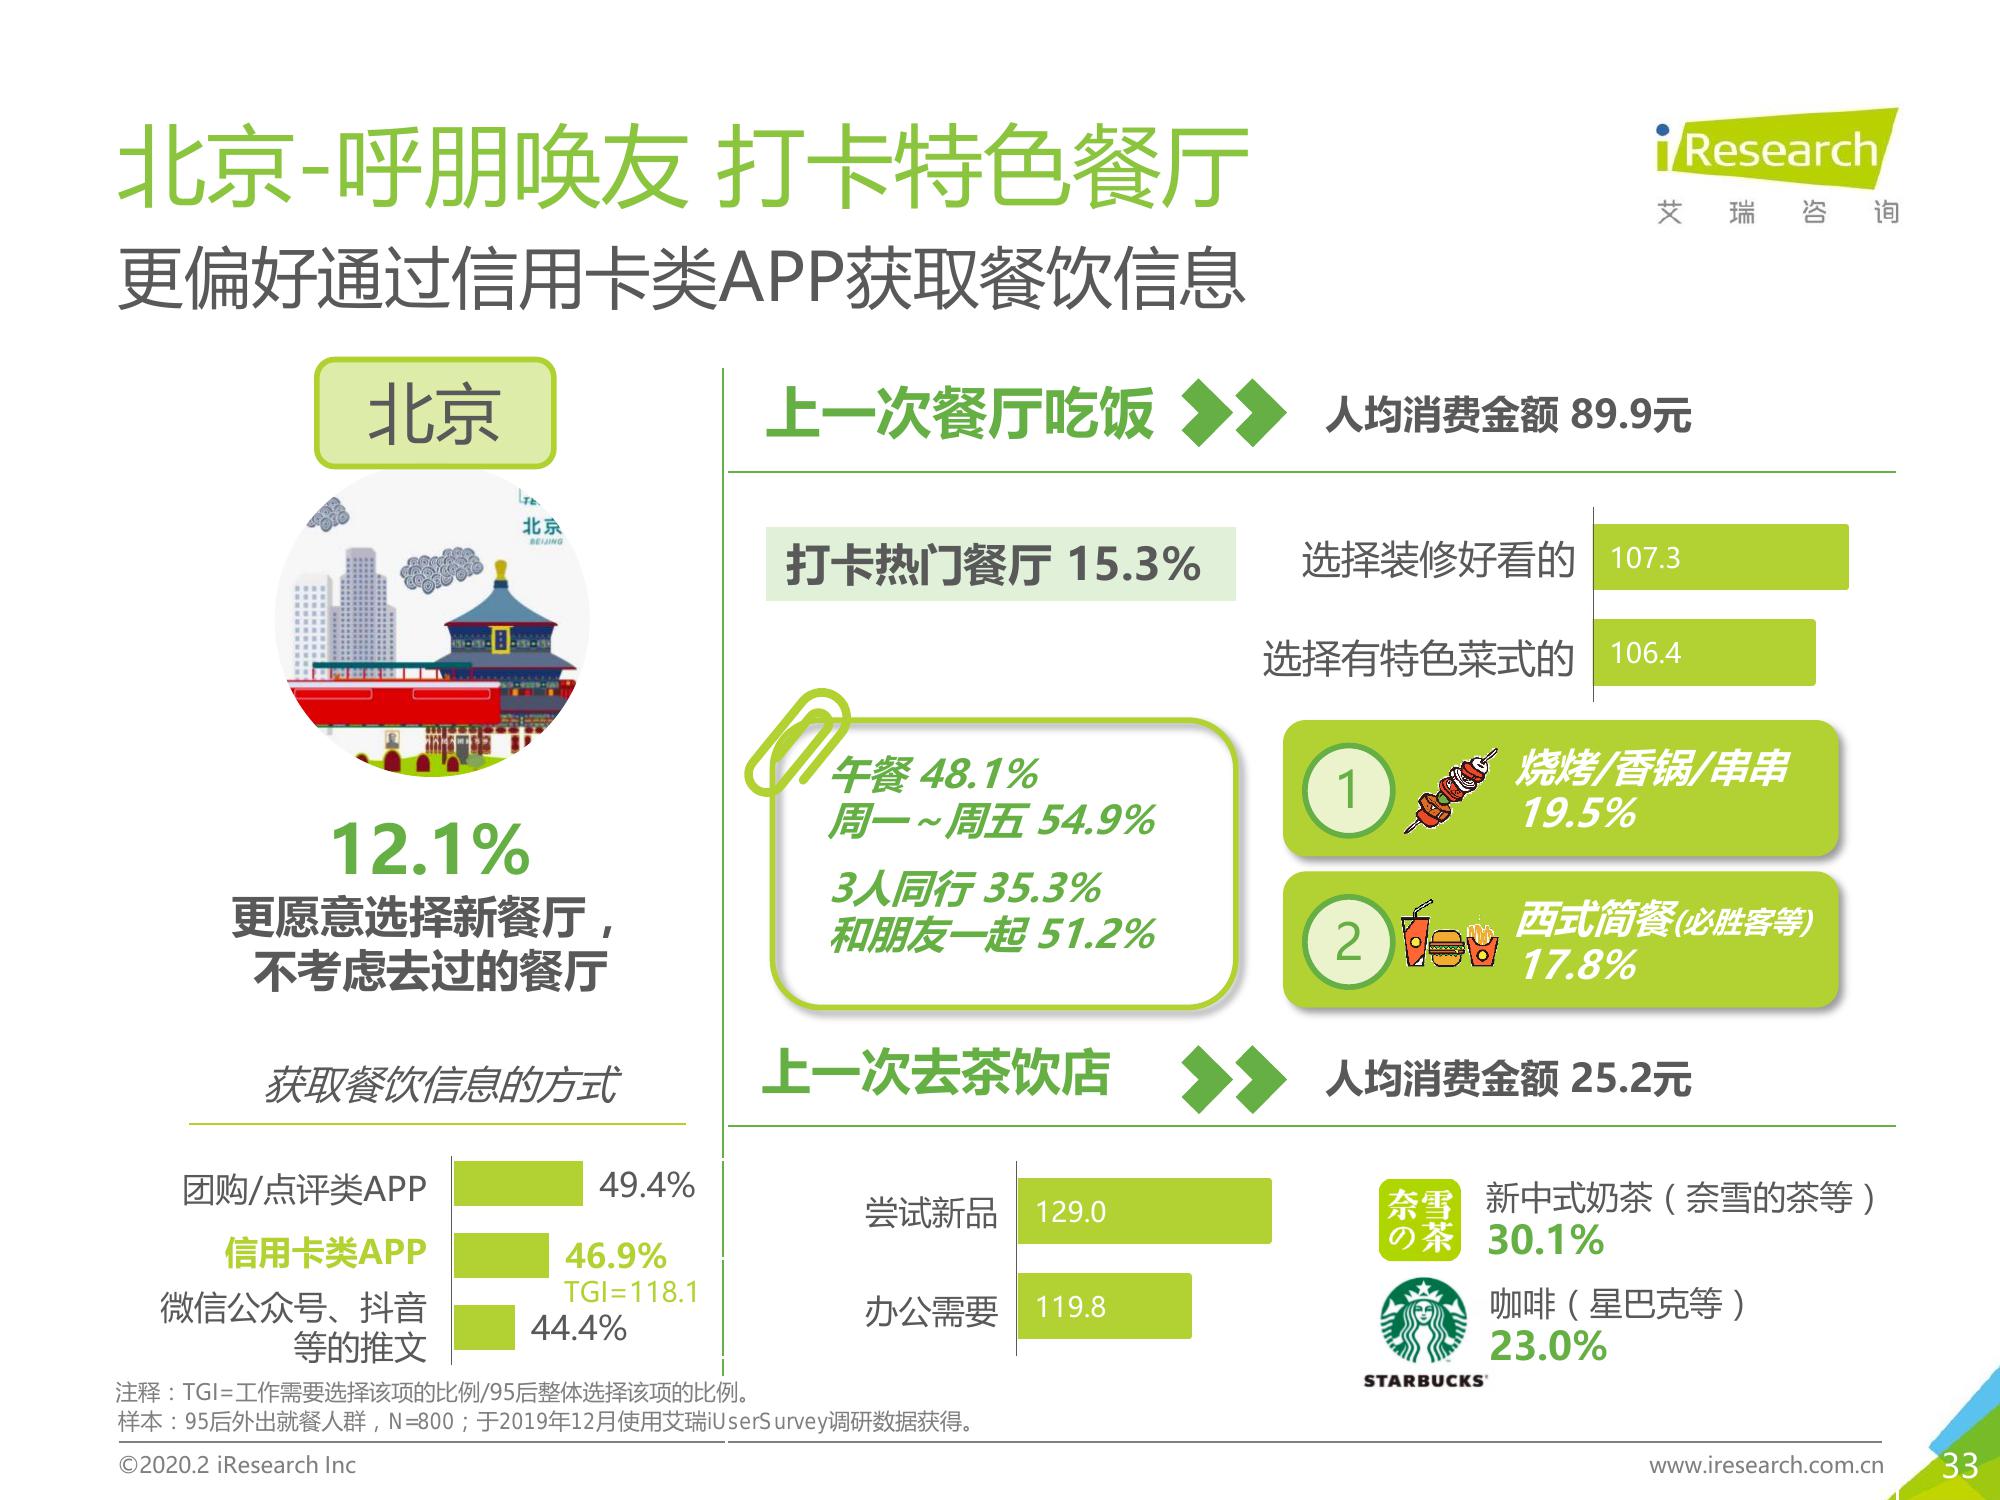 北京-呼朋唤友 打卡特色餐厅
iResearch
艾瑞咨询
更偏好通过信用卡类APP获取餐饮信息
北京
北京
BEIJING
12.1%
更愿意选择新餐厅，
不考虑去过的餐厅
获取餐饮信息的方式
团购/点评类APP 49.4%
信用卡类APP 46.9%
TGI=118.1
微信公众号、抖音
等的推文 44.4%
上一次餐厅吃饭 人均消费金额 89.9元
打卡热门餐厅 15.3%
选择装修好看的 107.3
选择有特色菜式的 106.4
午餐 48.1%
周一~周五 54.9%
3人同行 35.3%
和朋友一起 51.2%
1 烧烤/香锅/串串
19.5%
2 西式简餐(必胜客等)
17.8%
上一次去茶饮店 人均消费金额 25.2元
尝试新品 129.0
办公需要 119.8
奈雪
の茶
新中式奶茶（奈雪的茶等）
30.1%
咖啡（星巴克等）
23.0%
STARBUCKS
注释：TGI=工作需要选择该项的比例/95后整体选择该项的比例。
样本：95后外出就餐人群，N=800；于2019年12月使用艾瑞iUserSurvey调研数据获得。
©2020.2 iResearch Inc
www.iresearch.com.cn
33